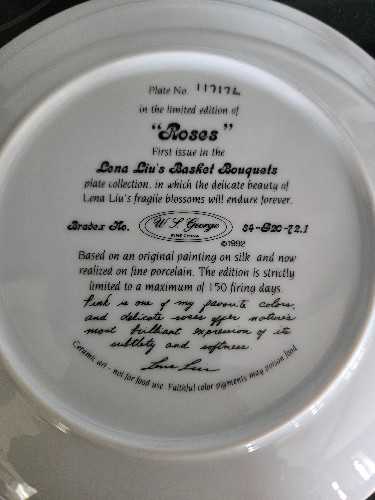 Plate No. 11717L
in the limited edition of
"Roses"
First issue in the
Lena Liu's Basket Bouquets
plate collection, in which the delicate beauty of
Lena Liu's fragile blossoms will endure forever.
Bradex No. W. S. George 84-G20-72.1
FINE CHINA
©1992
Based on an original painting on silk and now
realized on fine porcelain. The edition is strictly
limited to a maximum of 150 firing days.
Pink is one of my favorite colors,
and delicate roses offer nature's
most brilliant expression of its
subtlety and softness
Lena Liu
Ceramic art - not for food use. Faithful color pigments may poison food